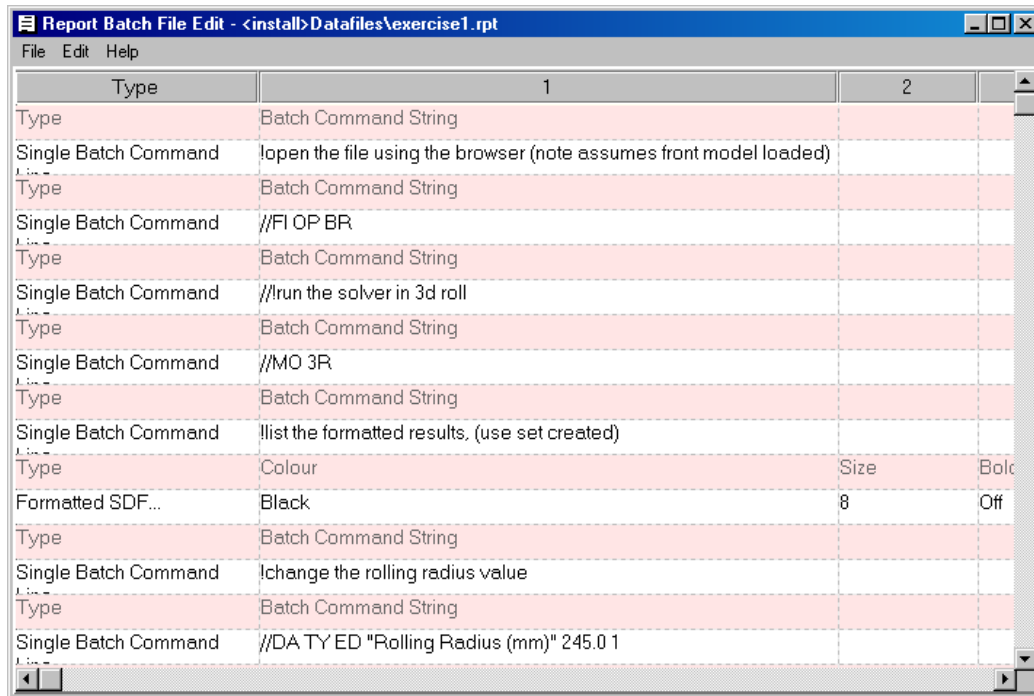 Report Batch File Edit - <install>Datafiles\exercise1.rpt
File Edit Help
Type 1 2
Type Batch Command String
Single Batch Command !open the file using the browser (note assumes front model loaded)
Type Batch Command String
Single Batch Command //FI OP BR
Type Batch Command String
Single Batch Command //!run the solver in 3d roll
Type Batch Command String
Single Batch Command //MO 3R
Type Batch Command String
Single Batch Command !list the formatted results, (use set created)
Type Colour Size
Formatted SDF... Black 8 Off
Type Batch Command String
Single Batch Command !change the rolling radius value
Type Batch Command String
Single Batch Command //DA TY ED "Rolling Radius (mm)" 245.0 1